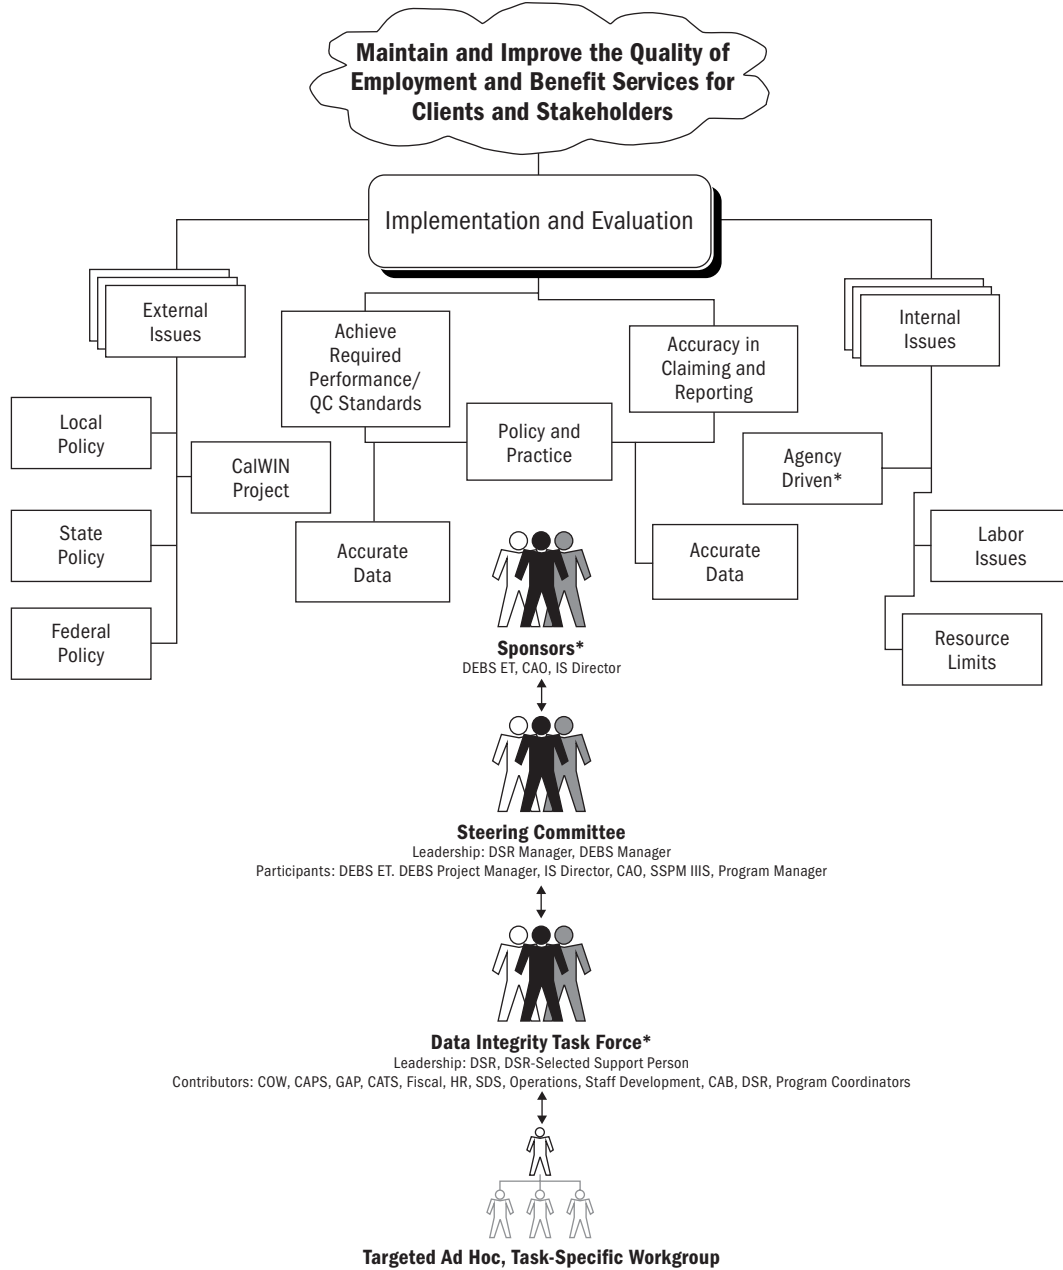 Maintain and Improve the Quality of
Employment and Benefit Services for
Clients and Stakeholders
Implementation and Evaluation
External
Issues
Achieve
Required
Performance/
QC Standards
Accuracy in
Claiming and
Reporting
Internal
Issues
Local
Policy
CalWIN
Project
Policy and
Practice
Agency
Driven*
State
Policy
Accurate
Data
Accurate
Data
Labor
Issues
Federal
Policy
Resource
Limits
Sponsors*
DEBS ET, CAO, IS Director
Steering Committee
Leadership: DSR Manager, DEBS Manager
Participants: DEBS ET. DEBS Project Manager, IS Director, CAO, SSPM IIIS, Program Manager
Data Integrity Task Force*
Leadership: DSR, DSR-Selected Support Person
Contributors: COW, CAPS, GAP, CATS, Fiscal, HR, SDS, Operations, Staff Development, CAB, DSR, Program Coordinators
Targeted Ad Hoc, Task-Specific Workgroup